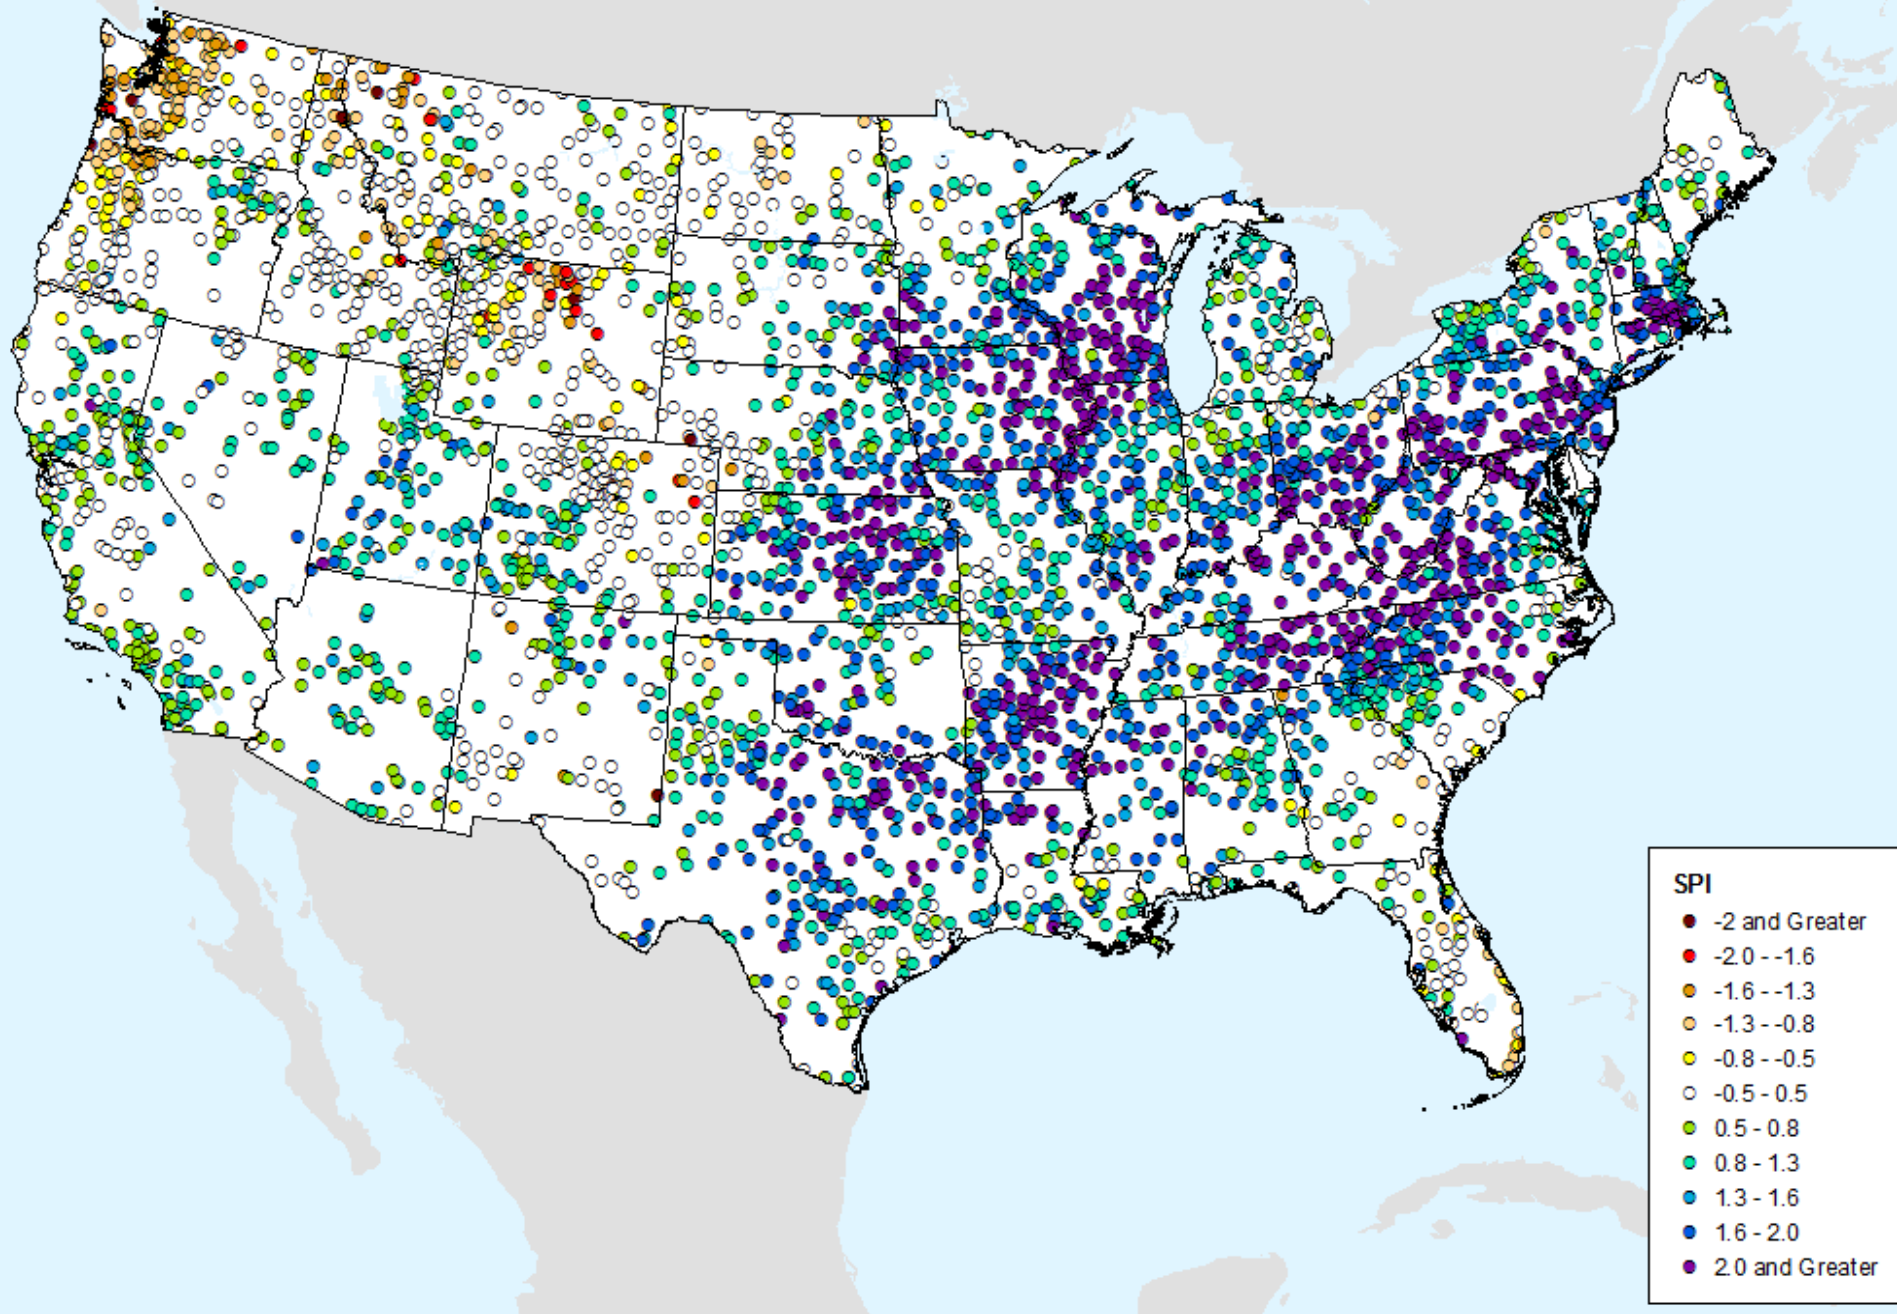 SPI
-2 and Greater
-2.0 - -1.6
-1.6 - -1.3
-1.3 - -0.8
-0.8 - -0.5
-0.5 - 0.5
0.5 - 0.8
0.8 - 1.3
1.3 - 1.6
1.6 - 2.0
2.0 and Greater